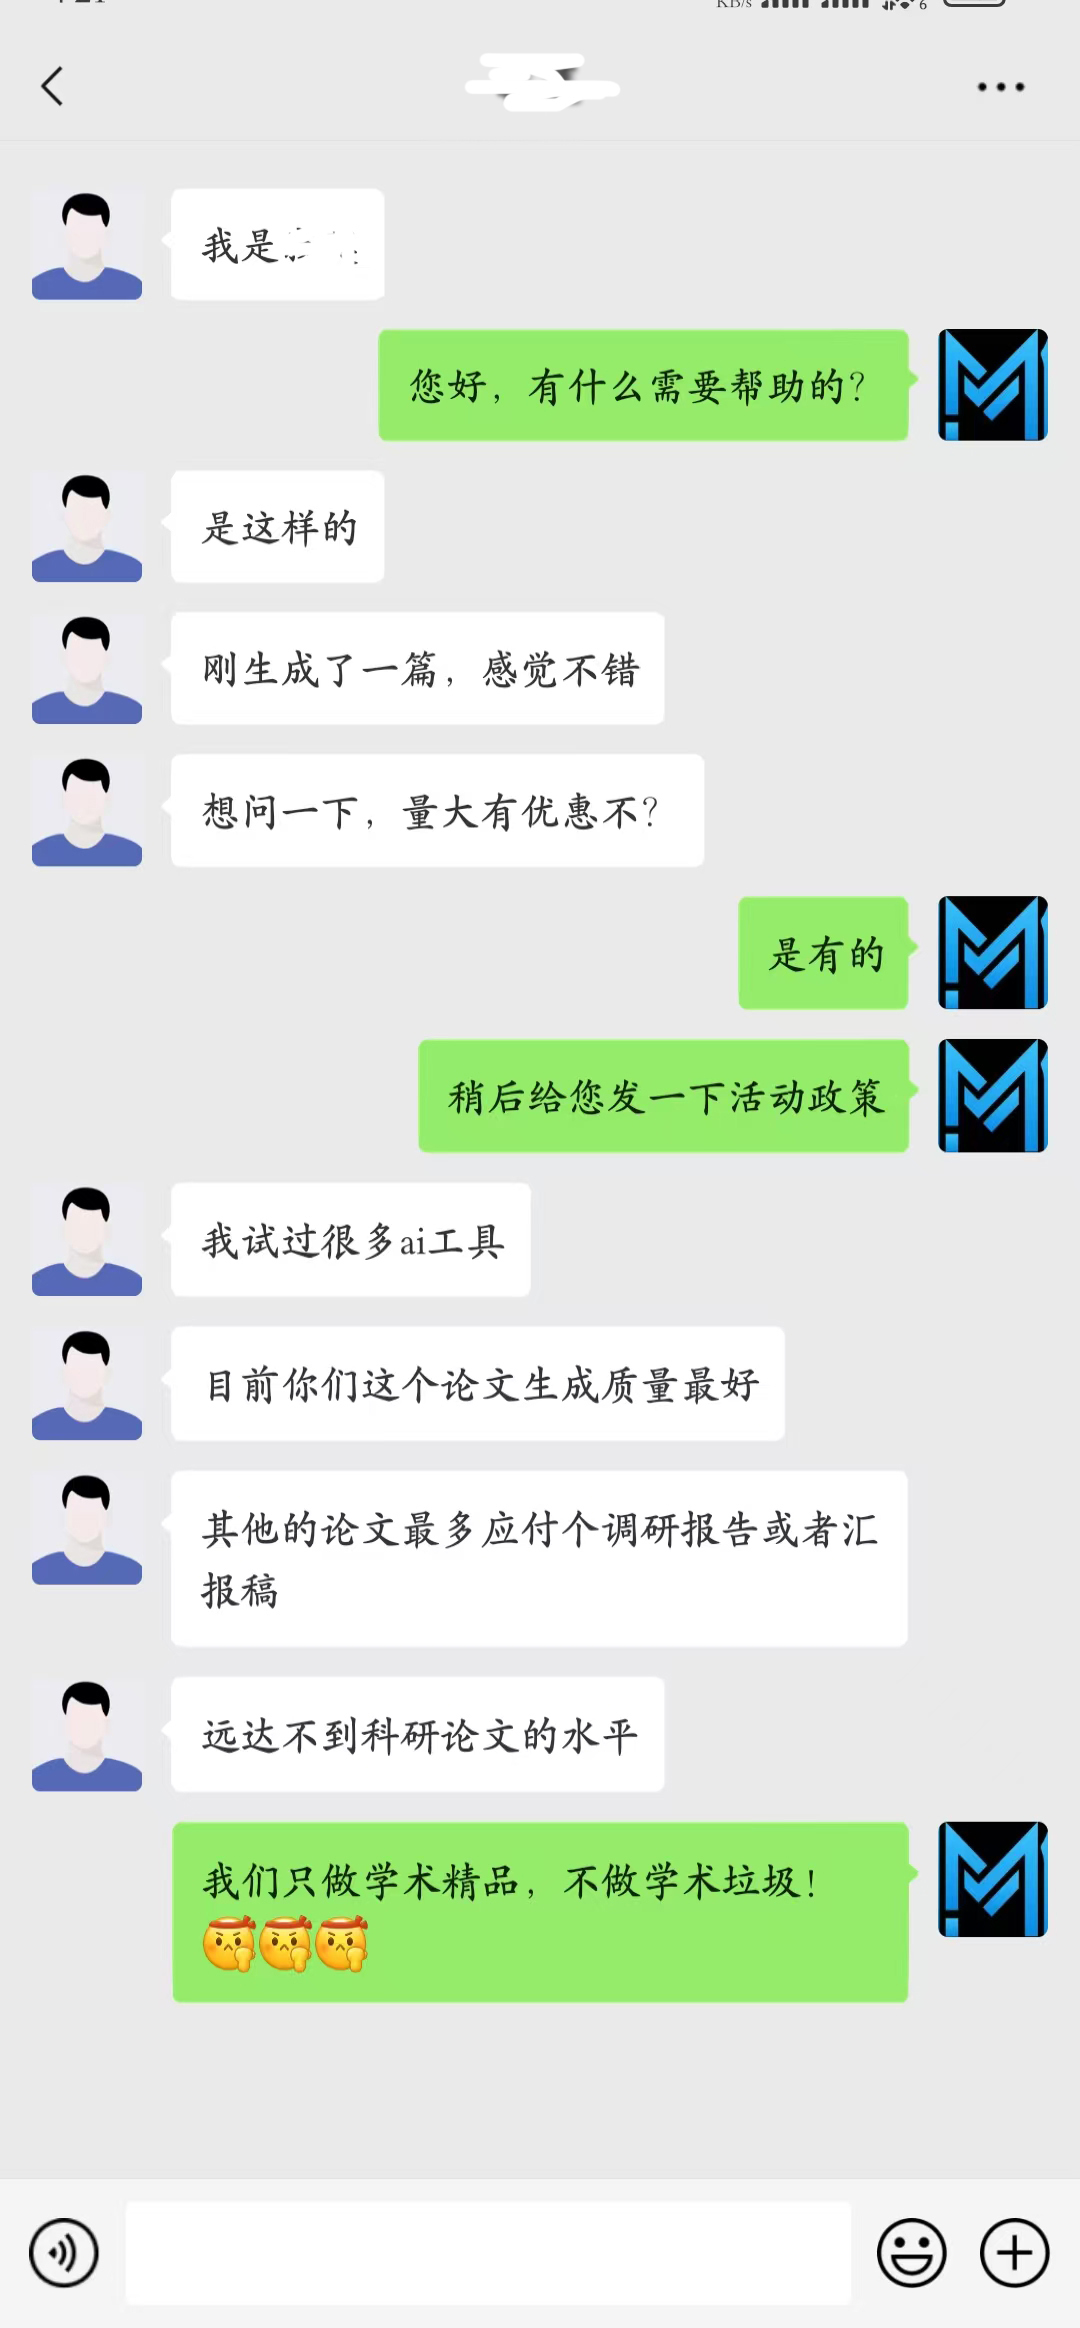 KB/s
6
我是
您好，有什么需要帮助的？
是这样的
刚生成了一篇，感觉不错
想问一下，量大有优惠不？
是有的
稍后给您发一下活动政策
我试过很多ai工具
目前你们这个论文生成质量最好
其他的论文最多应付个调研报告或者汇
报稿
远达不到科研论文的水平
我们只做学术精品，不做学术垃圾！